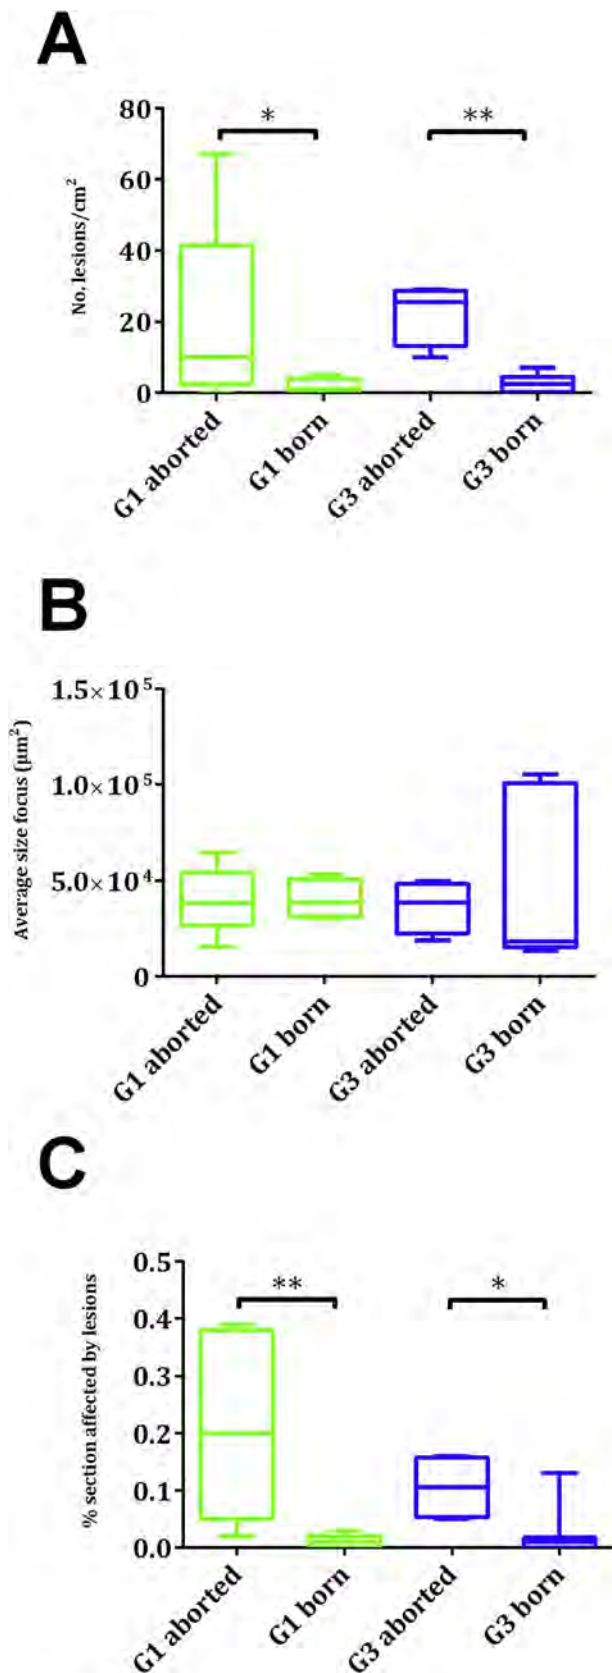 A
80
60
40
20
0
No. lesions/cm²
*
**
G1 aborted
G1 born
G3 aborted
G3 born
B
1.5×10⁵
1.0×10⁵
5.0×10⁴
0
Average size focus (µm²)
G1 aborted
G1 born
G3 aborted
G3 born
C
0.5
0.4
0.3
0.2
0.1
0.0
% section affected by lesions
**
*
G1 aborted
G1 born
G3 aborted
G3 born